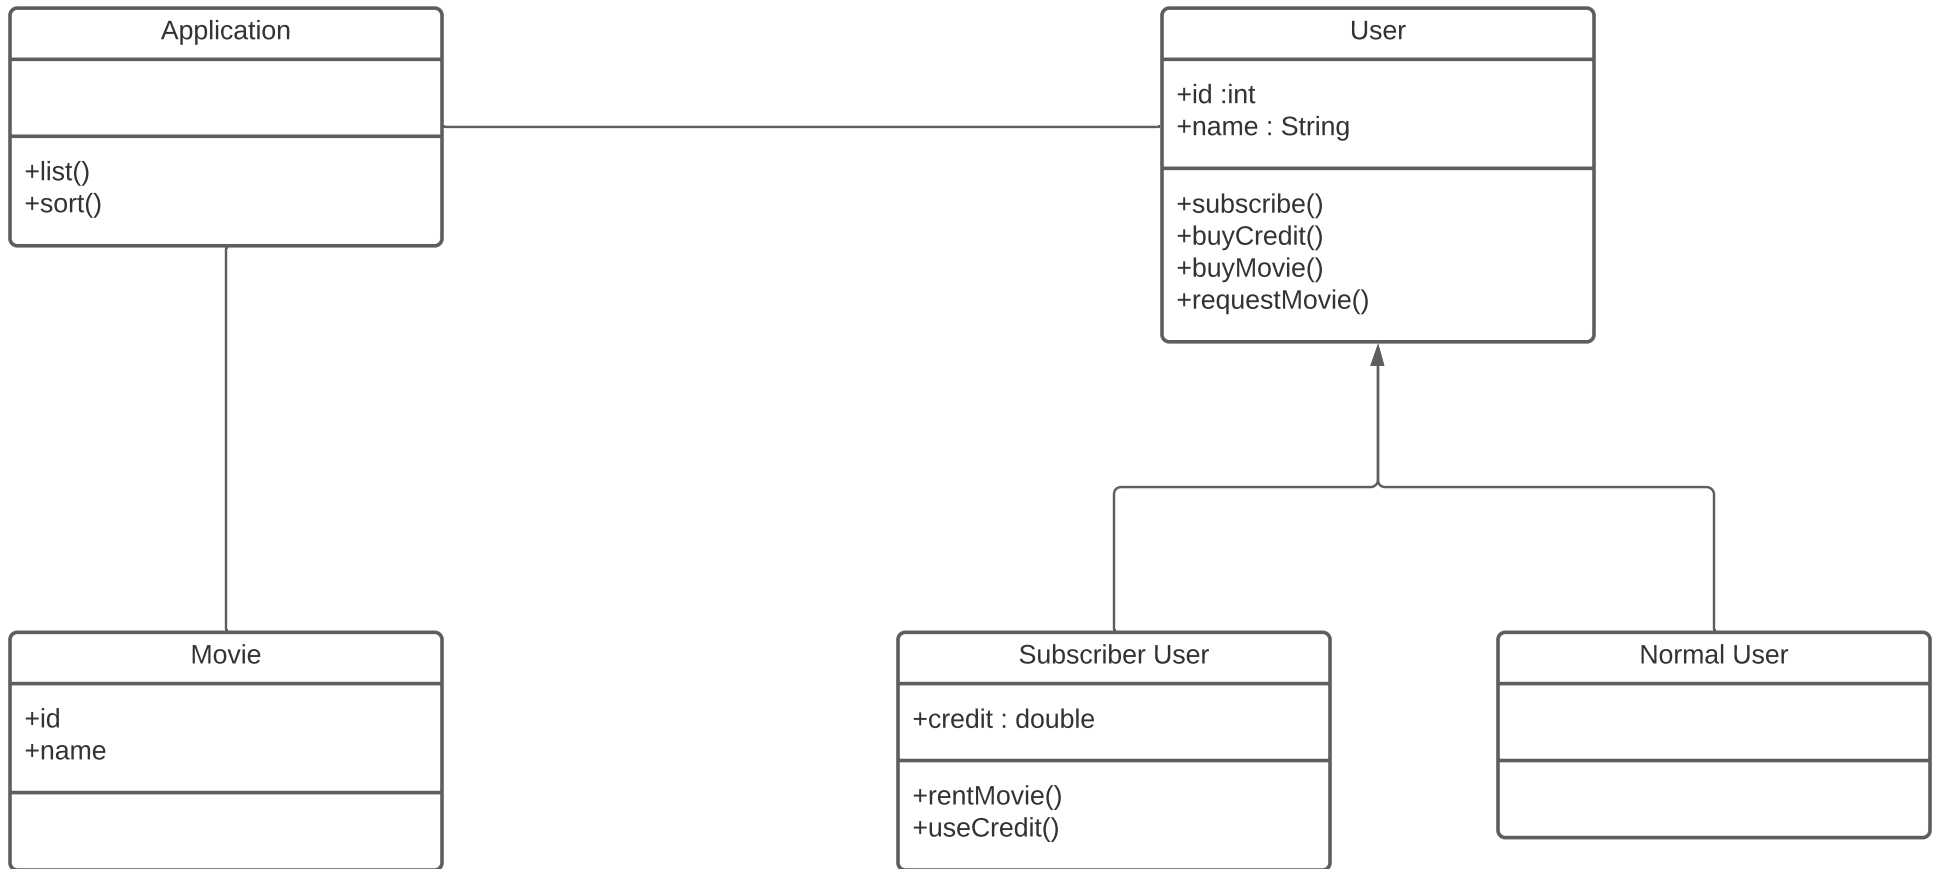 Application
+list()
+sort()
User
+id :int
+name : String
+subscribe()
+buyCredit()
+buyMovie()
+requestMovie()
Movie
+id
+name
Subscriber User
+credit : double
+rentMovie()
+useCredit()
Normal User